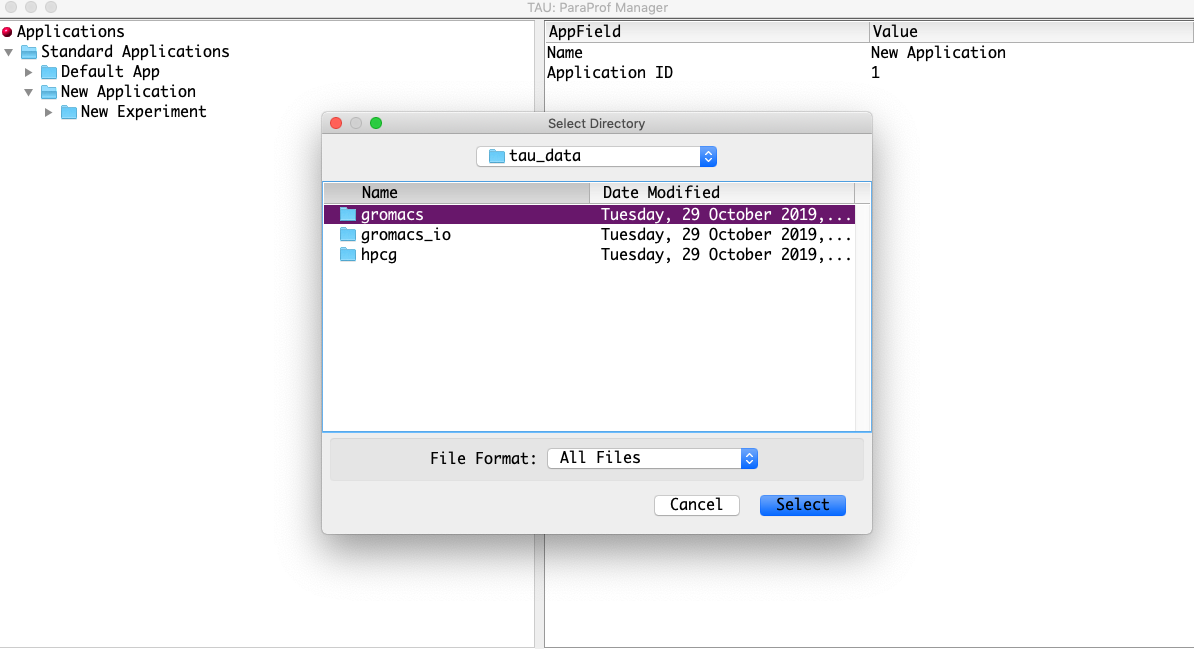 TAU: ParaProf Manager
Applications
Standard Applications
Default App
New Application
New Experiment
AppField Value
Name New Application
Application ID 1
Select Directory
tau_data
Name Date Modified
gromacs Tuesday, 29 October 2019,...
gromacs_io Tuesday, 29 October 2019,...
hpcg Tuesday, 29 October 2019,...
File Format: All Files
Cancel Select